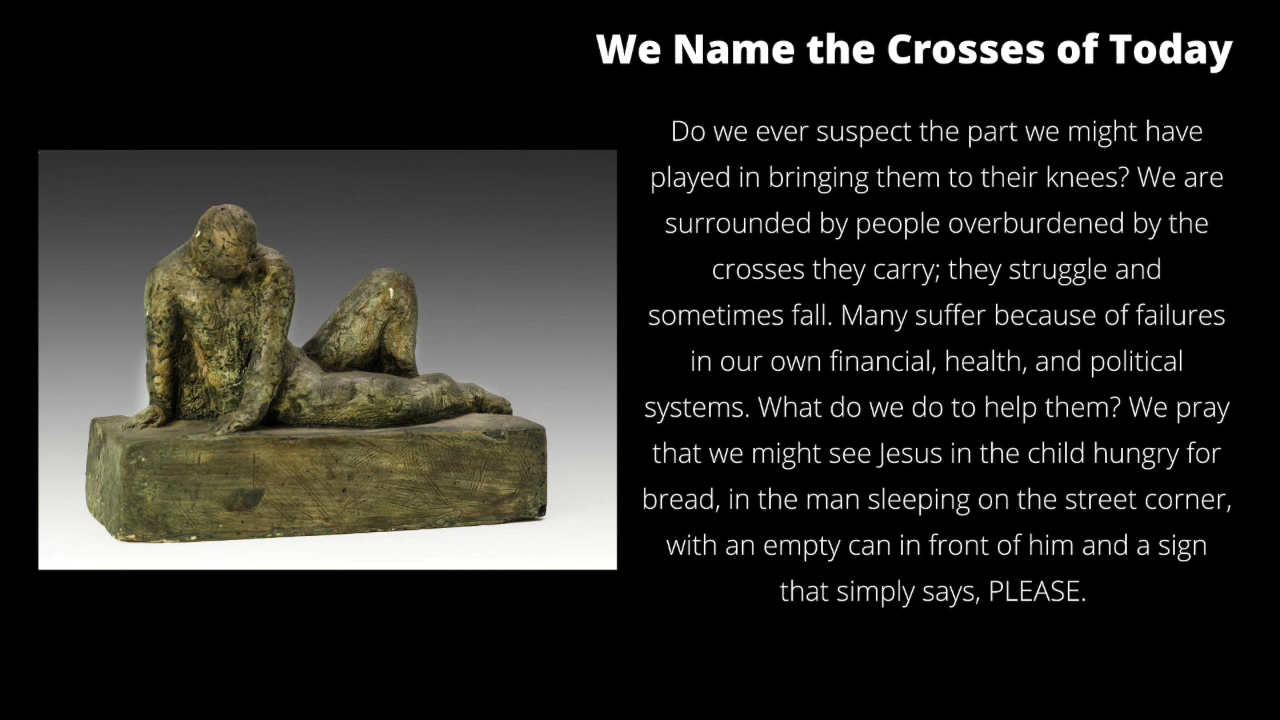 We Name the Crosses of Today
Do we ever suspect the part we might have
played in bringing them to their knees? We are
surrounded by people overburdened by the
crosses they carry; they struggle and
sometimes fall. Many suffer because of failures
in our own financial, health, and political
systems. What do we do to help them? We pray
that we might see Jesus in the child hungry for
bread, in the man sleeping on the street corner,
with an empty can in front of him and a sign
that simply says, PLEASE.